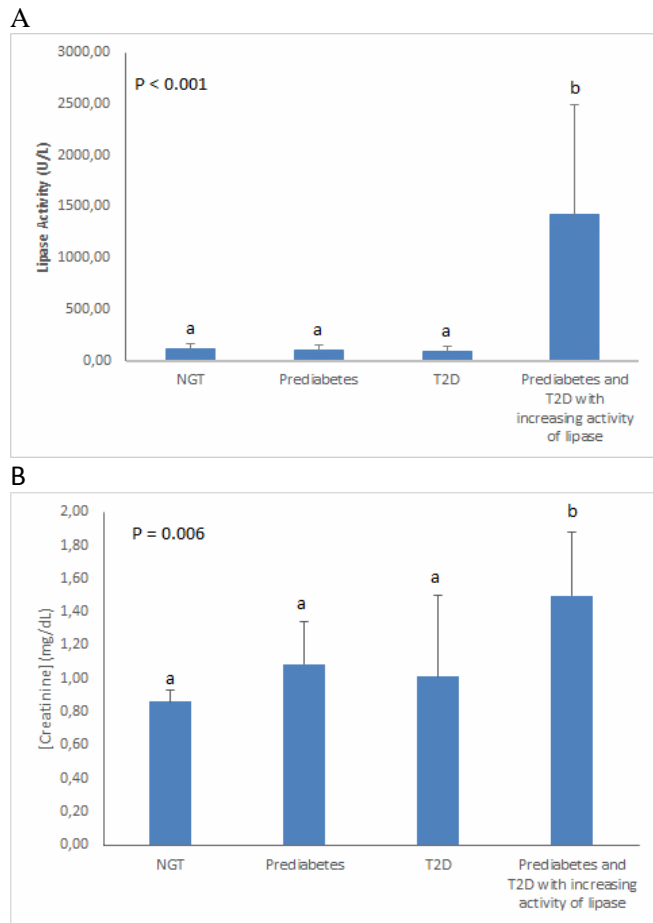 A
3000,00
P < 0.001
b
2500,00
2000,00
Lipase Activity (U/L)
1500,00
1000,00
500,00
a
a
a
0,00
NGT
Prediabetes
T2D
Prediabetes and
T2D with
increasing activity
of lipase
B
2,00
P = 0.006
b
1,80
1,60
a
a
1,40
1,20
[Creatinine] (mg/dL)
1,00
a
0,80
0,60
0,40
0,20
0,00
NGT
Prediabetes
T2D
Prediabetes and
T2D with increasing
activity of lipase